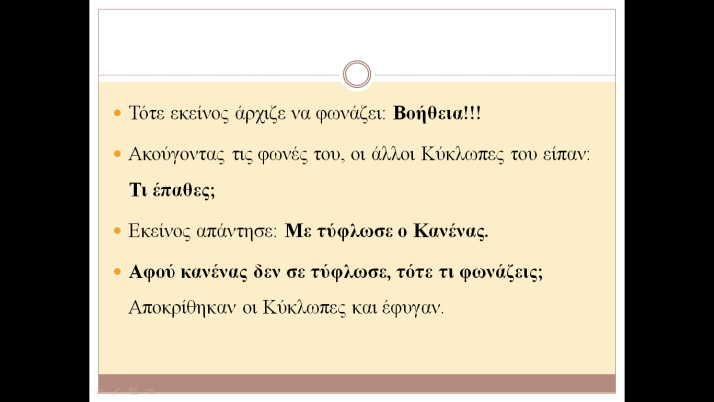 Τότε εκείνος άρχιζε να φωνάζει: Βοήθεια!!!
Ακούγοντας τις φωνές του, οι άλλοι Κύκλωπες του είπαν:
Τι έπαθες;
Εκείνος απάντησε: Με τύφλωσε ο Κανένας.
Αφού κανένας δεν σε τύφλωσε, τότε τι φωνάζεις;
Αποκρίθηκαν οι Κύκλωπες και έφυγαν.